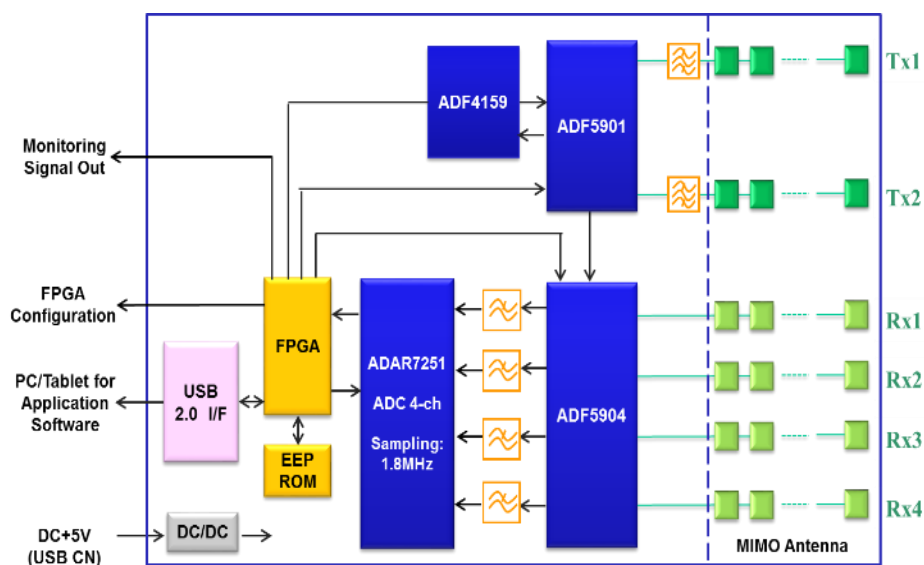 ADF4159
ADF5901
Tx1
Monitoring
Signal Out
Tx2
FPGA
Configuration
FPGA
ADAR7251
ADC 4-ch
Sampling:
1.8MHz
ADF5904
Rx1
Rx2
Rx3
Rx4
PC/Tablet for
Application
Software
USB
2.0 I/F
EEP
ROM
DC+5V
(USB CN)
DC/DC
MIMO Antenna